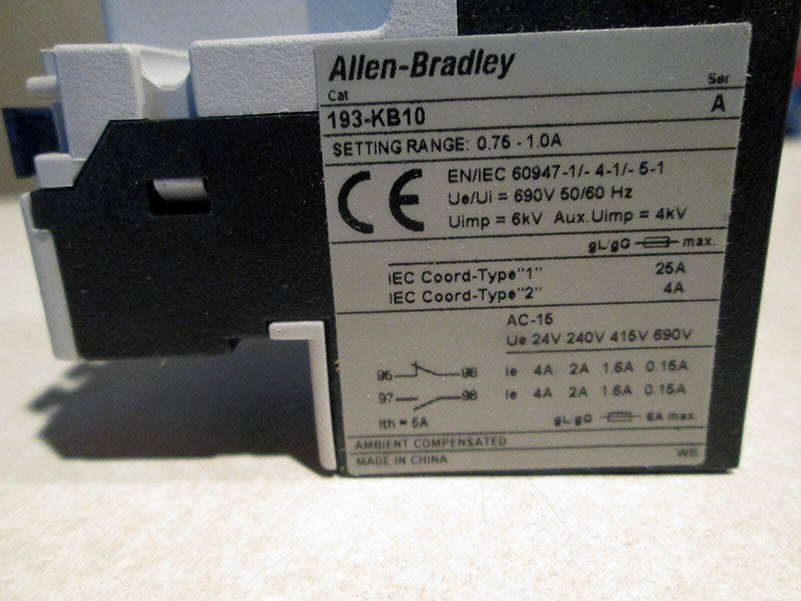 Allen-Bradley
Cat Ser
193-KB10 A
SETTING RANGE: 0.75 - 1.0A
CE EN/IEC 60947-1/- 4-1/- 5-1
Ue/Ui = 690V 50/60 Hz
Uimp = 6kV Aux.Uimp = 4kV
gL/gG max.
IEC Coord-Type"1" 25A
IEC Coord-Type"2" 4A
AC-15
Ue 24V 240V 415V 690V
95 96 Ie 4A 2A 1.6A 0.15A
97 98 Ie 4A 2A 1.6A 0.15A
Ith = 5A gL/gG 6A max.
AMBIENT COMPENSATED
MADE IN CHINA WB